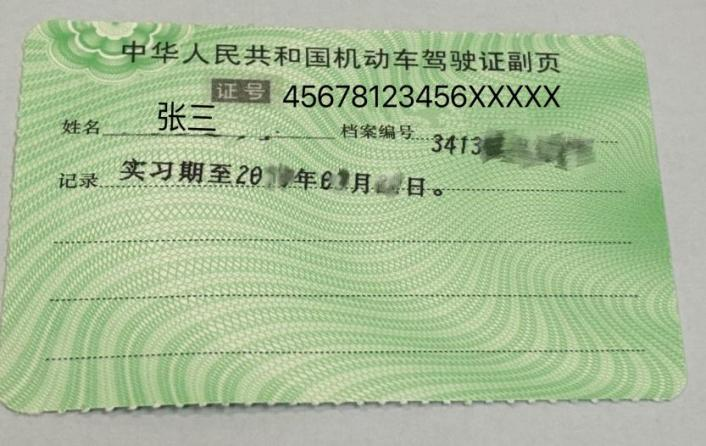 中华人民共和国机动车驾驶证副页
证号 45678123456XXXXX
姓名 张三 档案编号 3413
记录 实习期至20 年0 月 日。